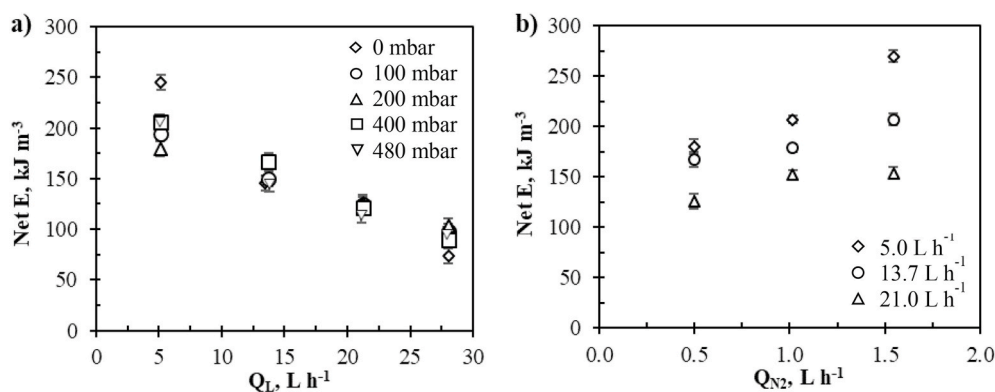 a)
300
250
200
150
100
50
0
Net E, kJ m⁻³
0 mbar
100 mbar
200 mbar
400 mbar
480 mbar
0 5 10 15 20 25 30
Q_L, L h⁻¹
b)
300
250
200
150
100
50
0
Net E, kJ m⁻³
5.0 L h⁻¹
13.7 L h⁻¹
21.0 L h⁻¹
0.0 0.5 1.0 1.5 2.0
Q_N2, L h⁻¹